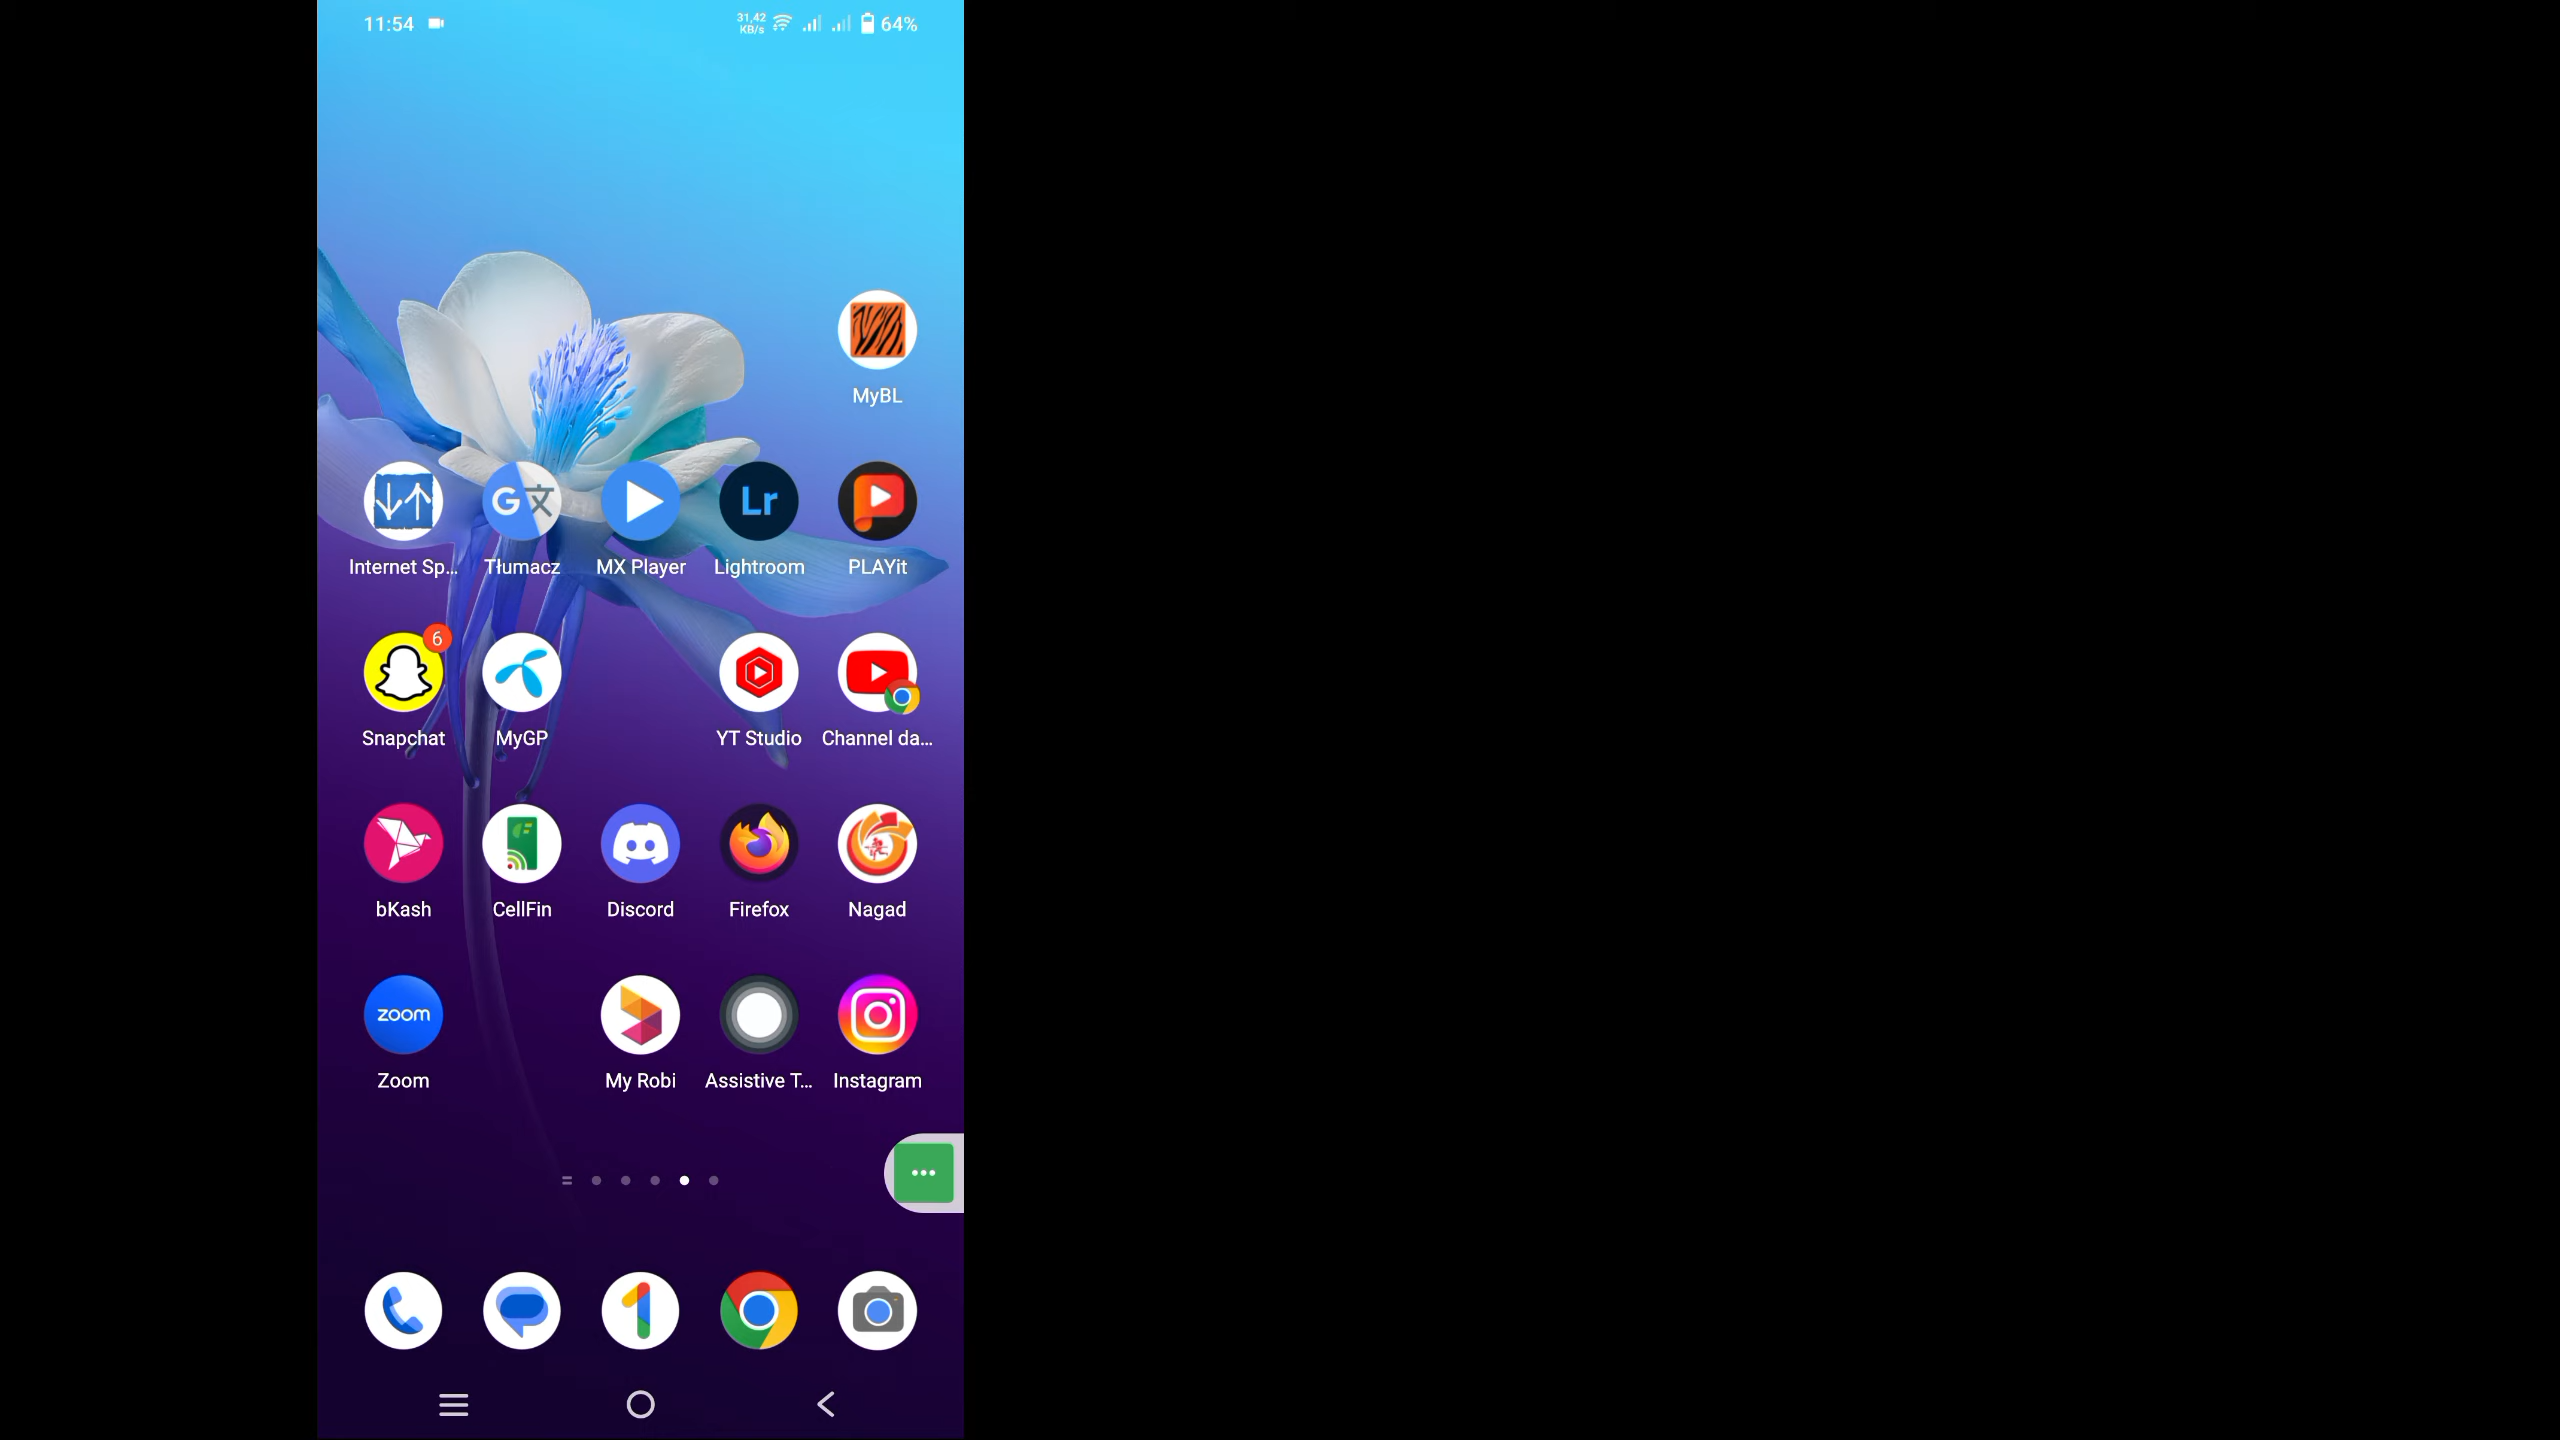 11:54 31,42 KB/s 64%
MyBL
Internet Sp... Tłumacz MX Player Lightroom PLAYit
6
Snapchat MyGP YT Studio Channel da...
bKash CellFin Discord Firefox Nagad
zoom
Zoom My Robi Assistive T... Instagram